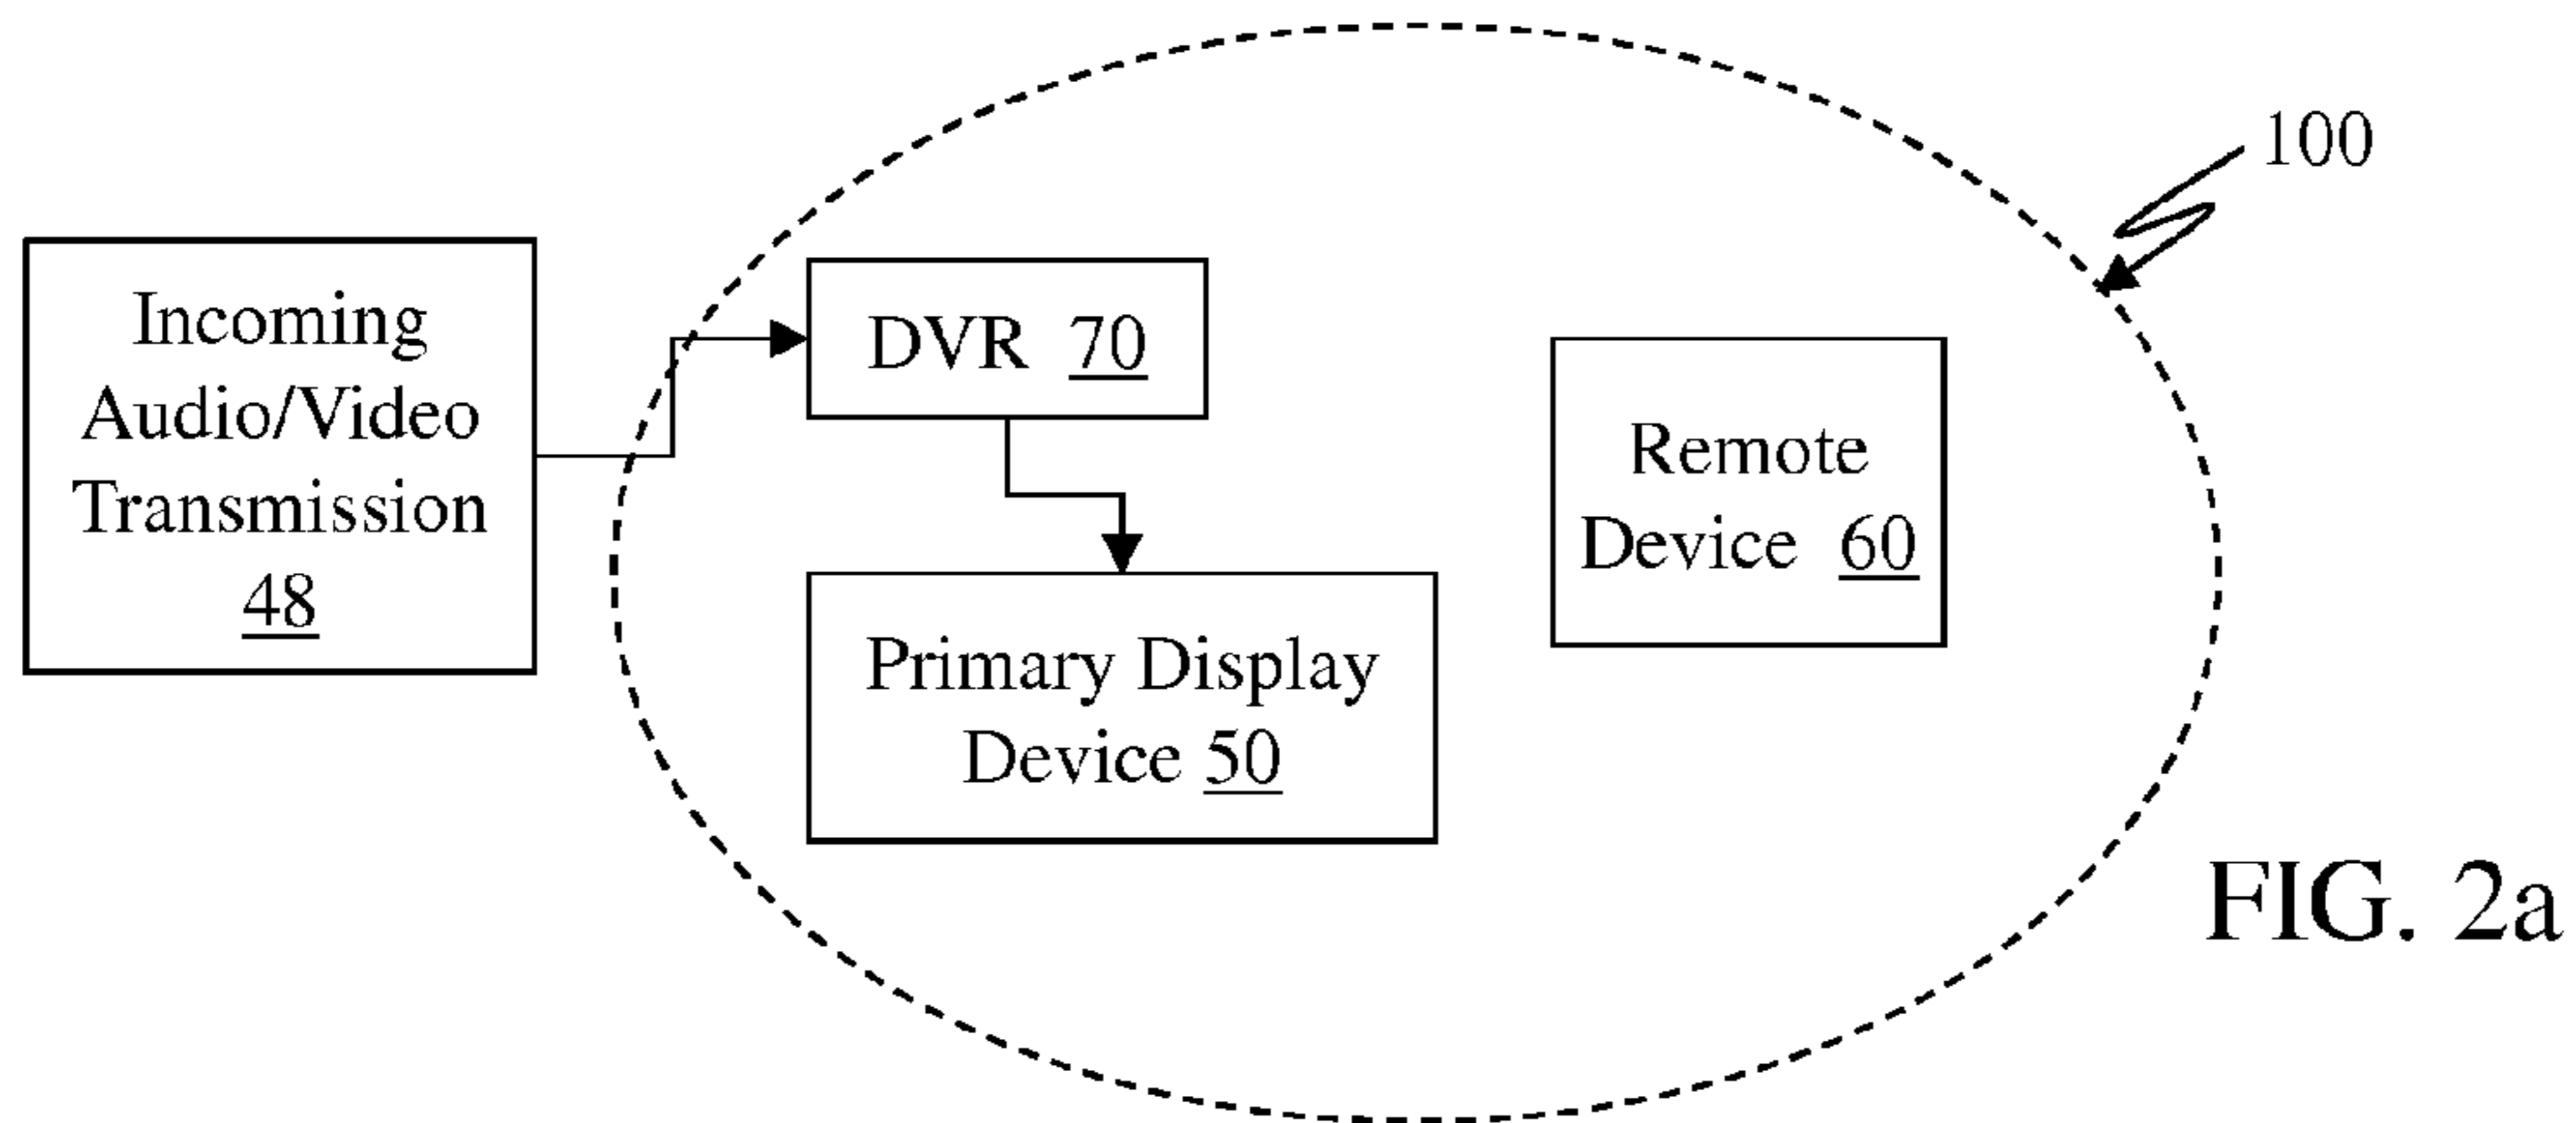 100
Incoming
Audio/Video
Transmission
48
DVR 70
Remote
Device 60
Primary Display
Device 50
FIG. 2a